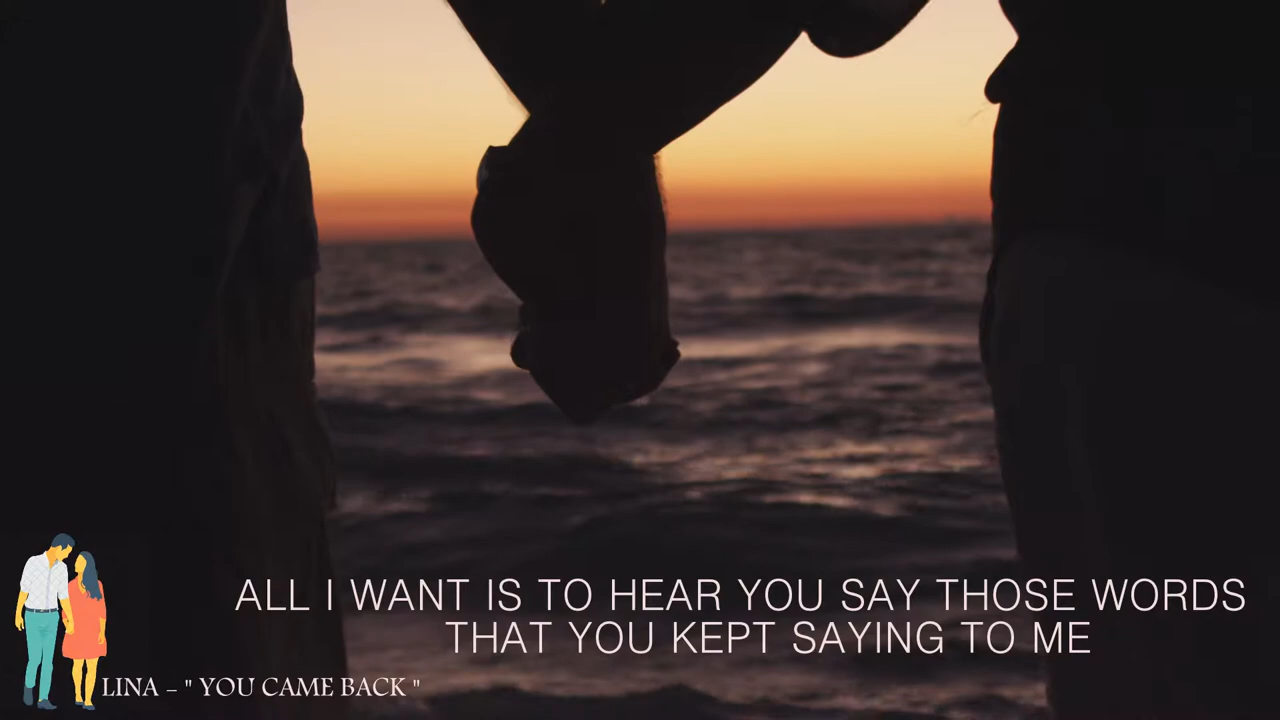 ALL I WANT IS TO HEAR YOU SAY THOSE WORDS
THAT YOU KEPT SAYING TO ME
LINA – " YOU CAME BACK "